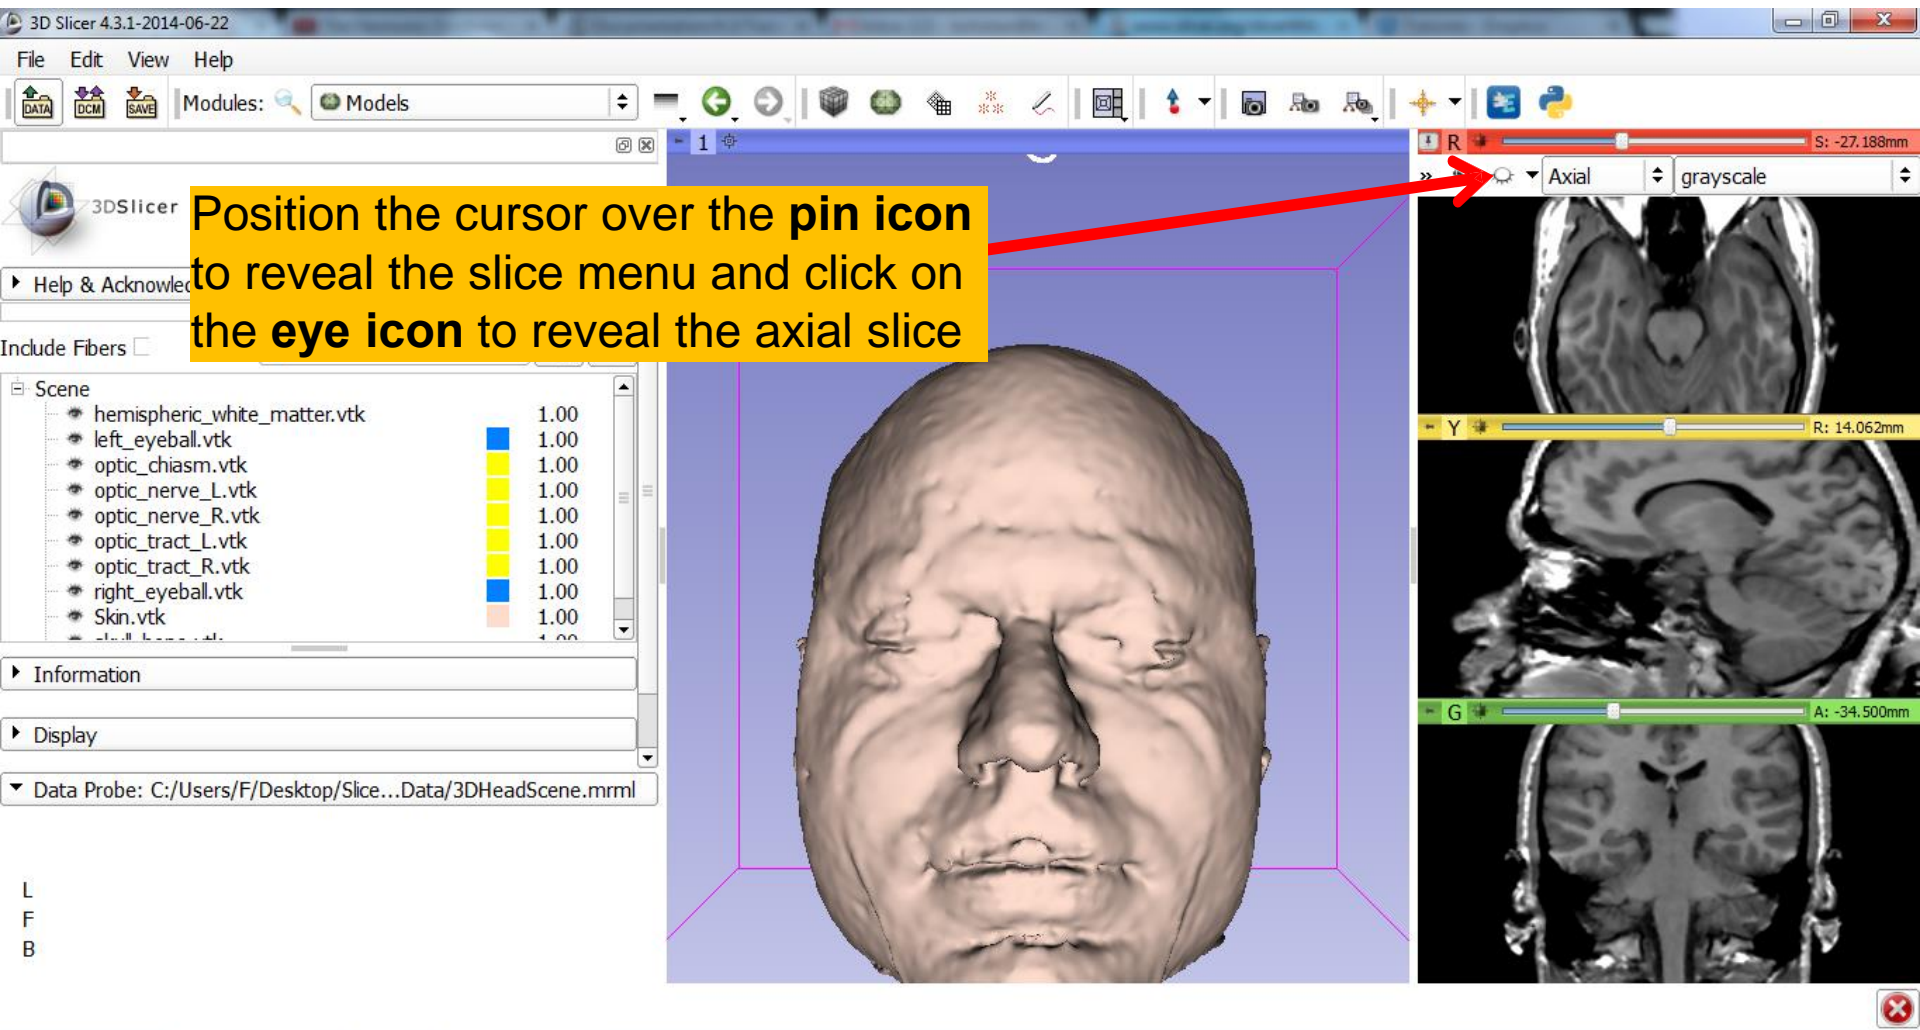 3D Slicer 4.3.1-2014-06-22
File Edit View Help
DATA DCM SAVE Modules: Models
1
R S: -27.188mm
» Axial grayscale
3DSlicer
Position the cursor over the pin icon
to reveal the slice menu and click on
the eye icon to reveal the axial slice
Help & Acknowle
Include Fibers
Scene
hemispheric_white_matter.vtk 1.00
left_eyeball.vtk 1.00
optic_chiasm.vtk 1.00
optic_nerve_L.vtk 1.00
optic_nerve_R.vtk 1.00
optic_tract_L.vtk 1.00
optic_tract_R.vtk 1.00
right_eyeball.vtk 1.00
Skin.vtk 1.00
Information
Display
Data Probe: C:/Users/F/Desktop/Slice...Data/3DHeadScene.mrml
L
F
B
Y R: 14.062mm
G A: -34.500mm